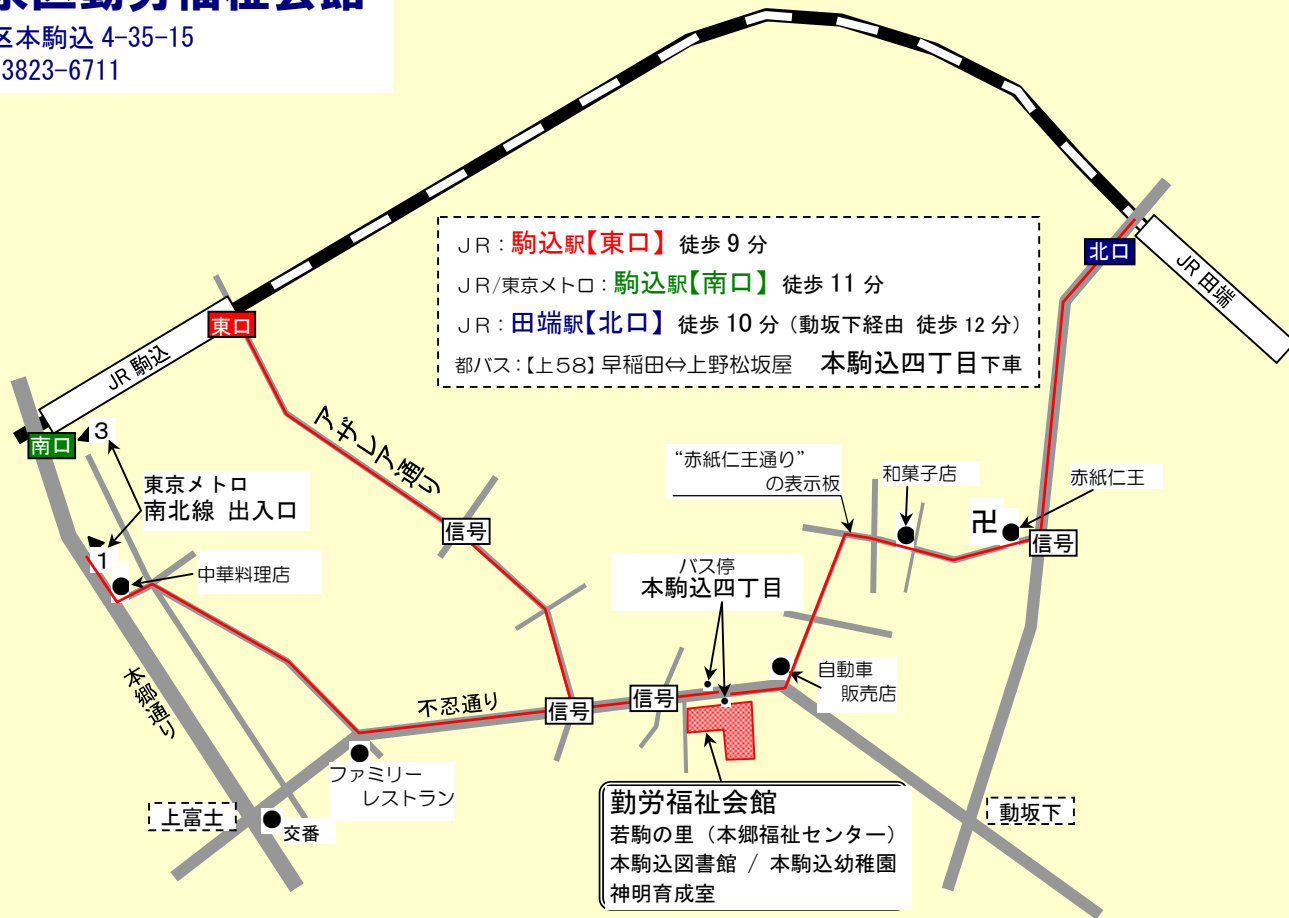 区勤労福祉会館
区本駒込 4-35-15
3823-6711
JR:駒込駅【東口】 徒歩 9 分
JR/東京メトロ:駒込駅【南口】 徒歩 11 分
JR:田端駅【北口】 徒歩 10 分(動坂下経由 徒歩 12 分)
都バス:【上58】早稲田⇔上野松坂屋 本駒込四丁目下車
北口
JR 田端
東口
JR 駒込
南口
3
東京メトロ
南北線 出入口
1
中華料理店
アザレア通り
信号
“赤紙仁王通り”
の表示板
和菓子店
赤紙仁王
卍
信号
バス停
本駒込四丁目
自動車
販売店
本郷通り
不忍通り
信号
信号
ファミリー
レストラン
上富士
交番
勤労福祉会館
若駒の里(本郷福祉センター)
本駒込図書館 / 本駒込幼稚園
神明育成室
動坂下